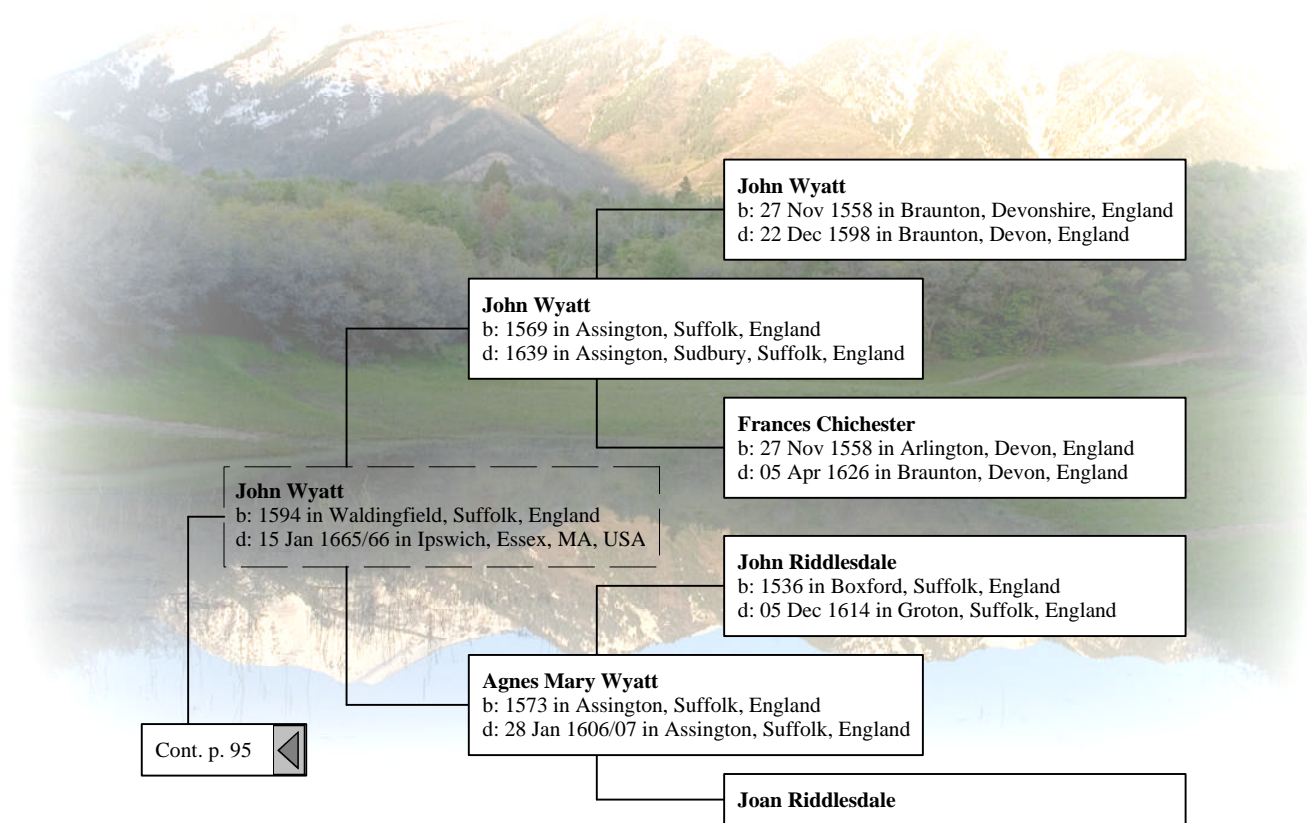 John Wyatt
b: 27 Nov 1558 in Braunton, Devonshire, England
d: 22 Dec 1598 in Braunton, Devon, England
John Wyatt
b: 1569 in Assington, Suffolk, England
d: 1639 in Assington, Sudbury, Suffolk, England
Frances Chichester
b: 27 Nov 1558 in Arlington, Devon, England
d: 05 Apr 1626 in Braunton, Devon, England
John Wyatt
b: 1594 in Waldingfield, Suffolk, England
d: 15 Jan 1665/66 in Ipswich, Essex, MA, USA
John Riddlesdale
b: 1536 in Boxford, Suffolk, England
d: 05 Dec 1614 in Groton, Suffolk, England
Agnes Mary Wyatt
b: 1573 in Assington, Suffolk, England
d: 28 Jan 1606/07 in Assington, Suffolk, England
Cont. p. 95
Joan Riddlesdale